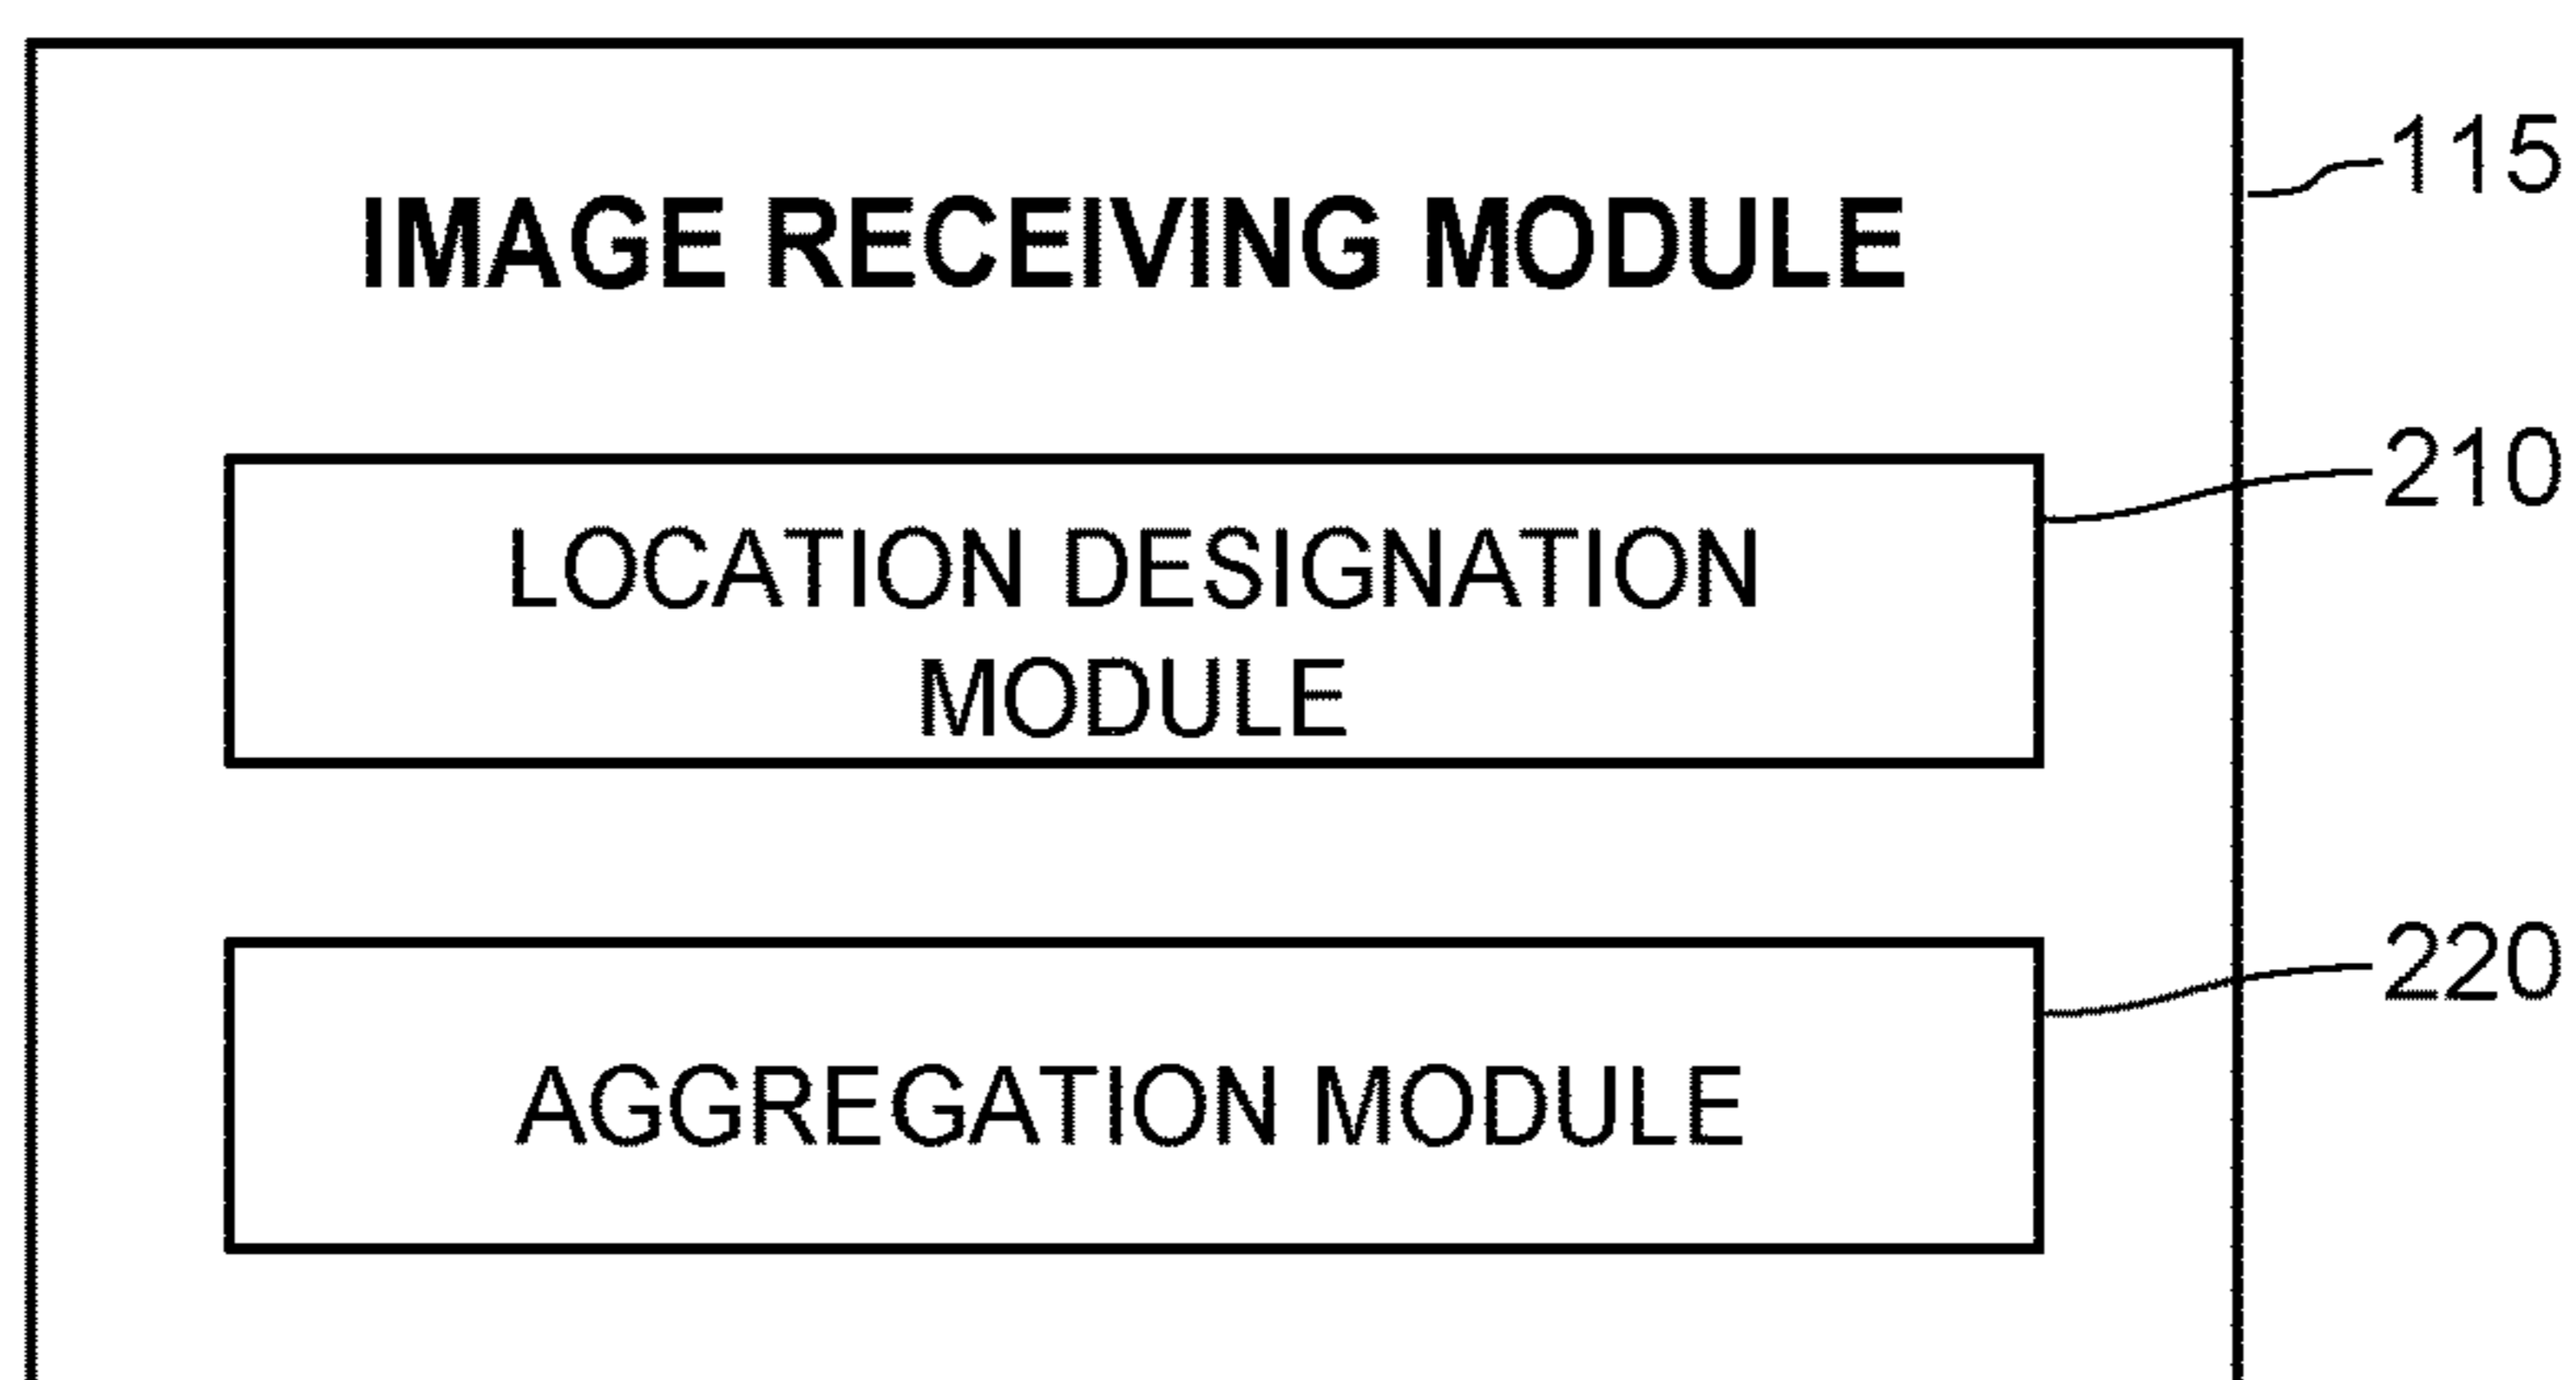 115
IMAGE RECEIVING MODULE
210
LOCATION DESIGNATION
MODULE
220
AGGREGATION MODULE